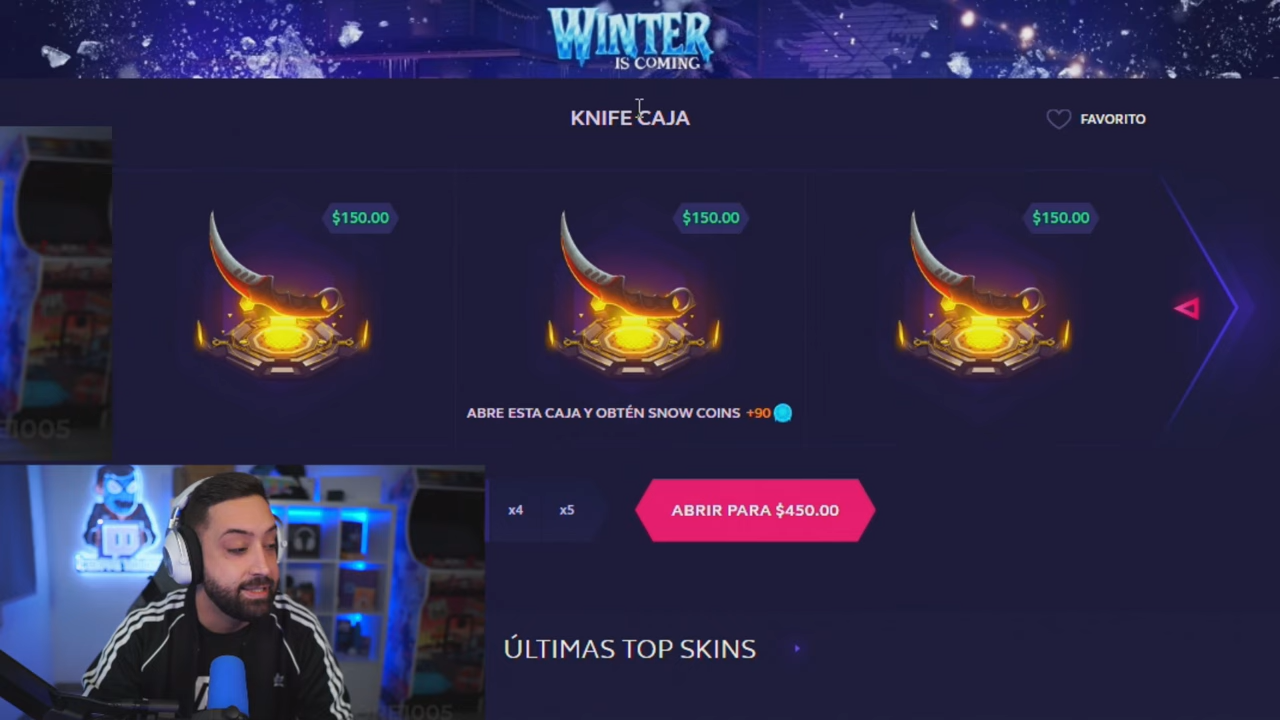 WINTER
IS COMING
KNIFE CAJA
FAVORITO
$150.00
$150.00
$150.00
ABRE ESTA CAJA Y OBTÉN SNOW COINS +90
x4
x5
ABRIR PARA $450.00
ÚLTIMAS TOP SKINS